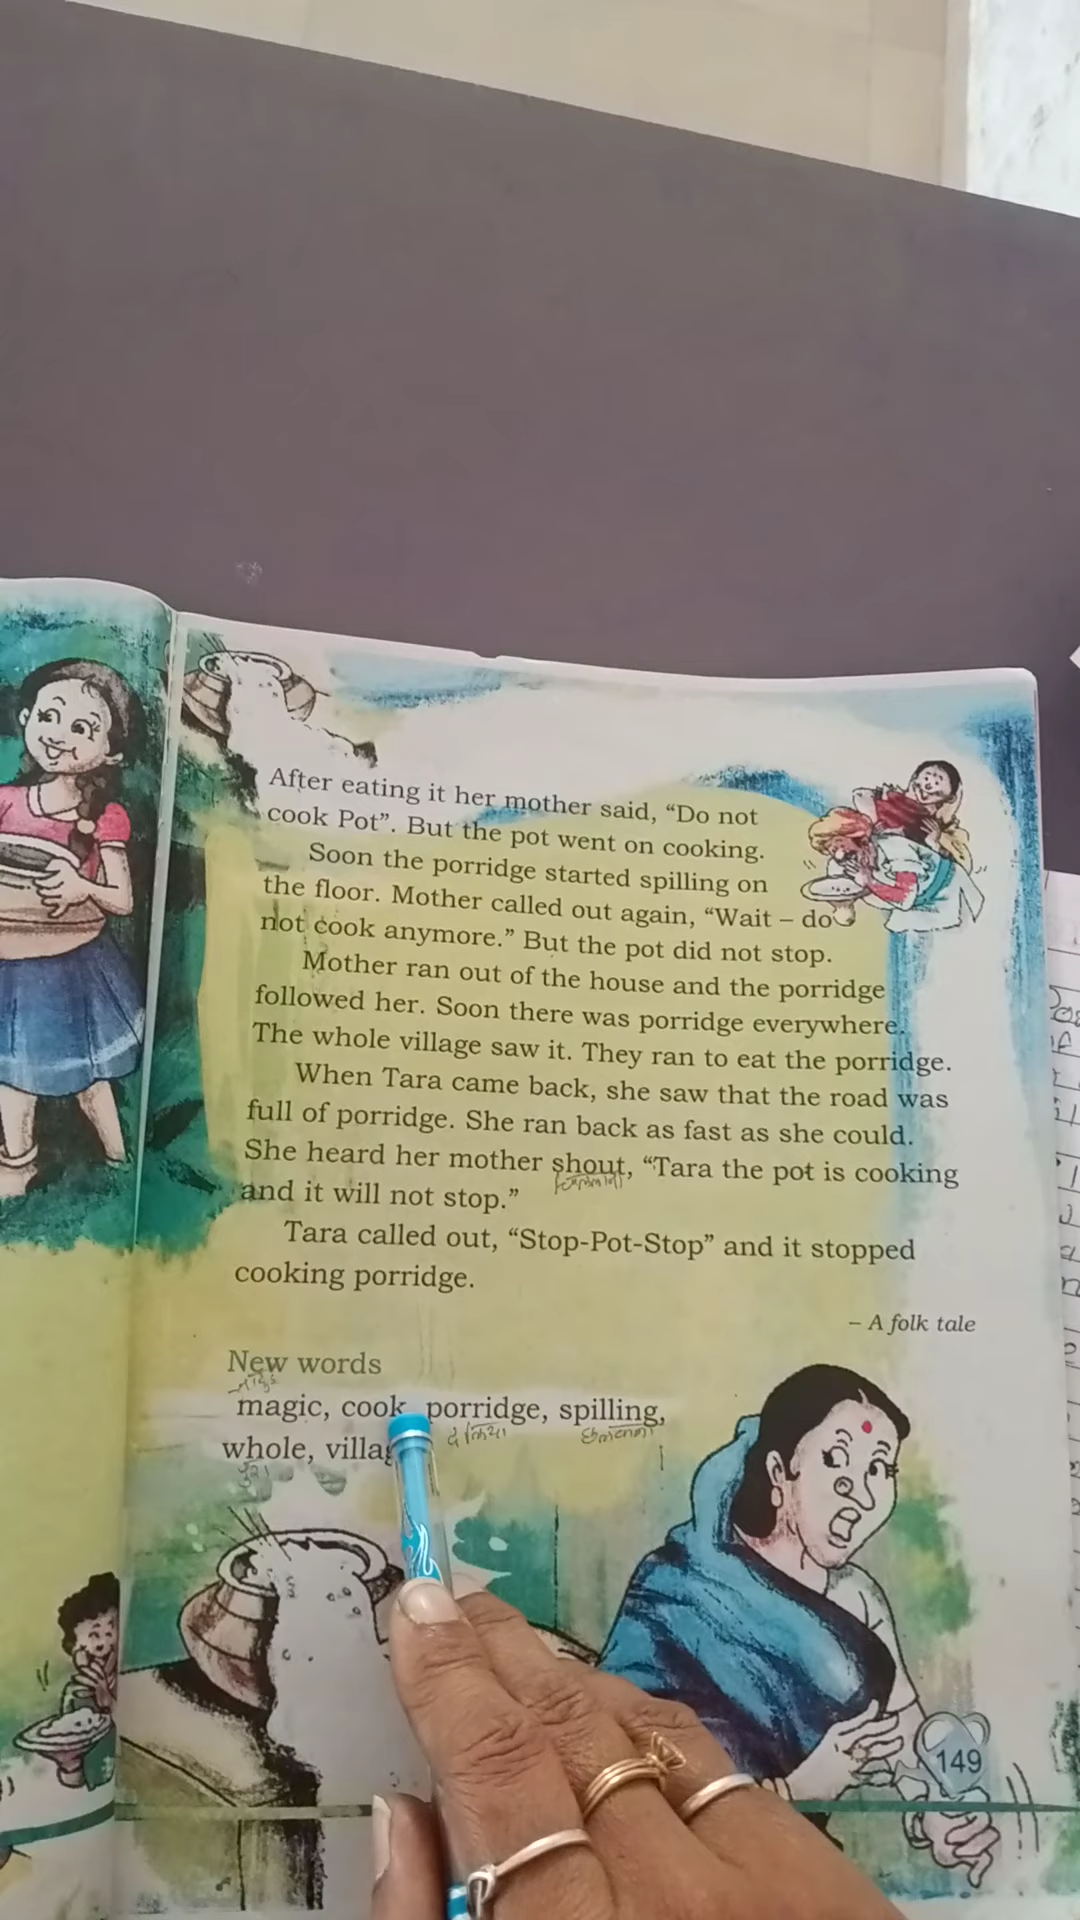 After eating it her mother said, “Do not
cook Pot”. But the pot went on cooking.
Soon the porridge started spilling on
the floor. Mother called out again, “Wait – do
not cook anymore.” But the pot did not stop.
Mother ran out of the house and the porridge
followed her. Soon there was porridge everywhere.
The whole village saw it. They ran to eat the porridge.
When Tara came back, she saw that the road was
full of porridge. She ran back as fast as she could.
She heard her mother shout, “Tara the pot is cooking
and it will not stop.”
Tara called out, “Stop-Pot-Stop” and it stopped
cooking porridge.
– A folk tale
New words
magic, cook, porridge, spilling,
whole,
149